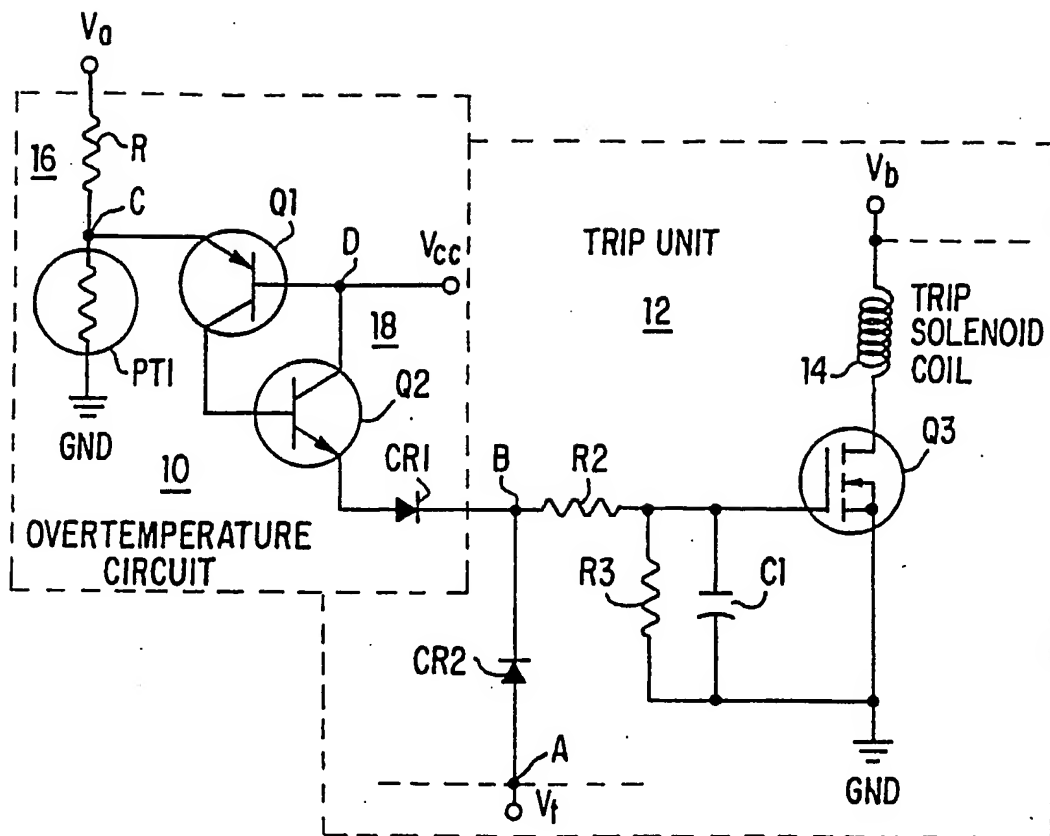 Va
16
R
C
Q1
D
Vcc
18
PT1
GND
Q2
10
CR1
OVERTEMPERATURE
CIRCUIT
B
R2
R3
C1
CR2
A
Vt
TRIP UNIT
12
Vb
TRIP
SOLENOID
COIL
14
Q3
GND